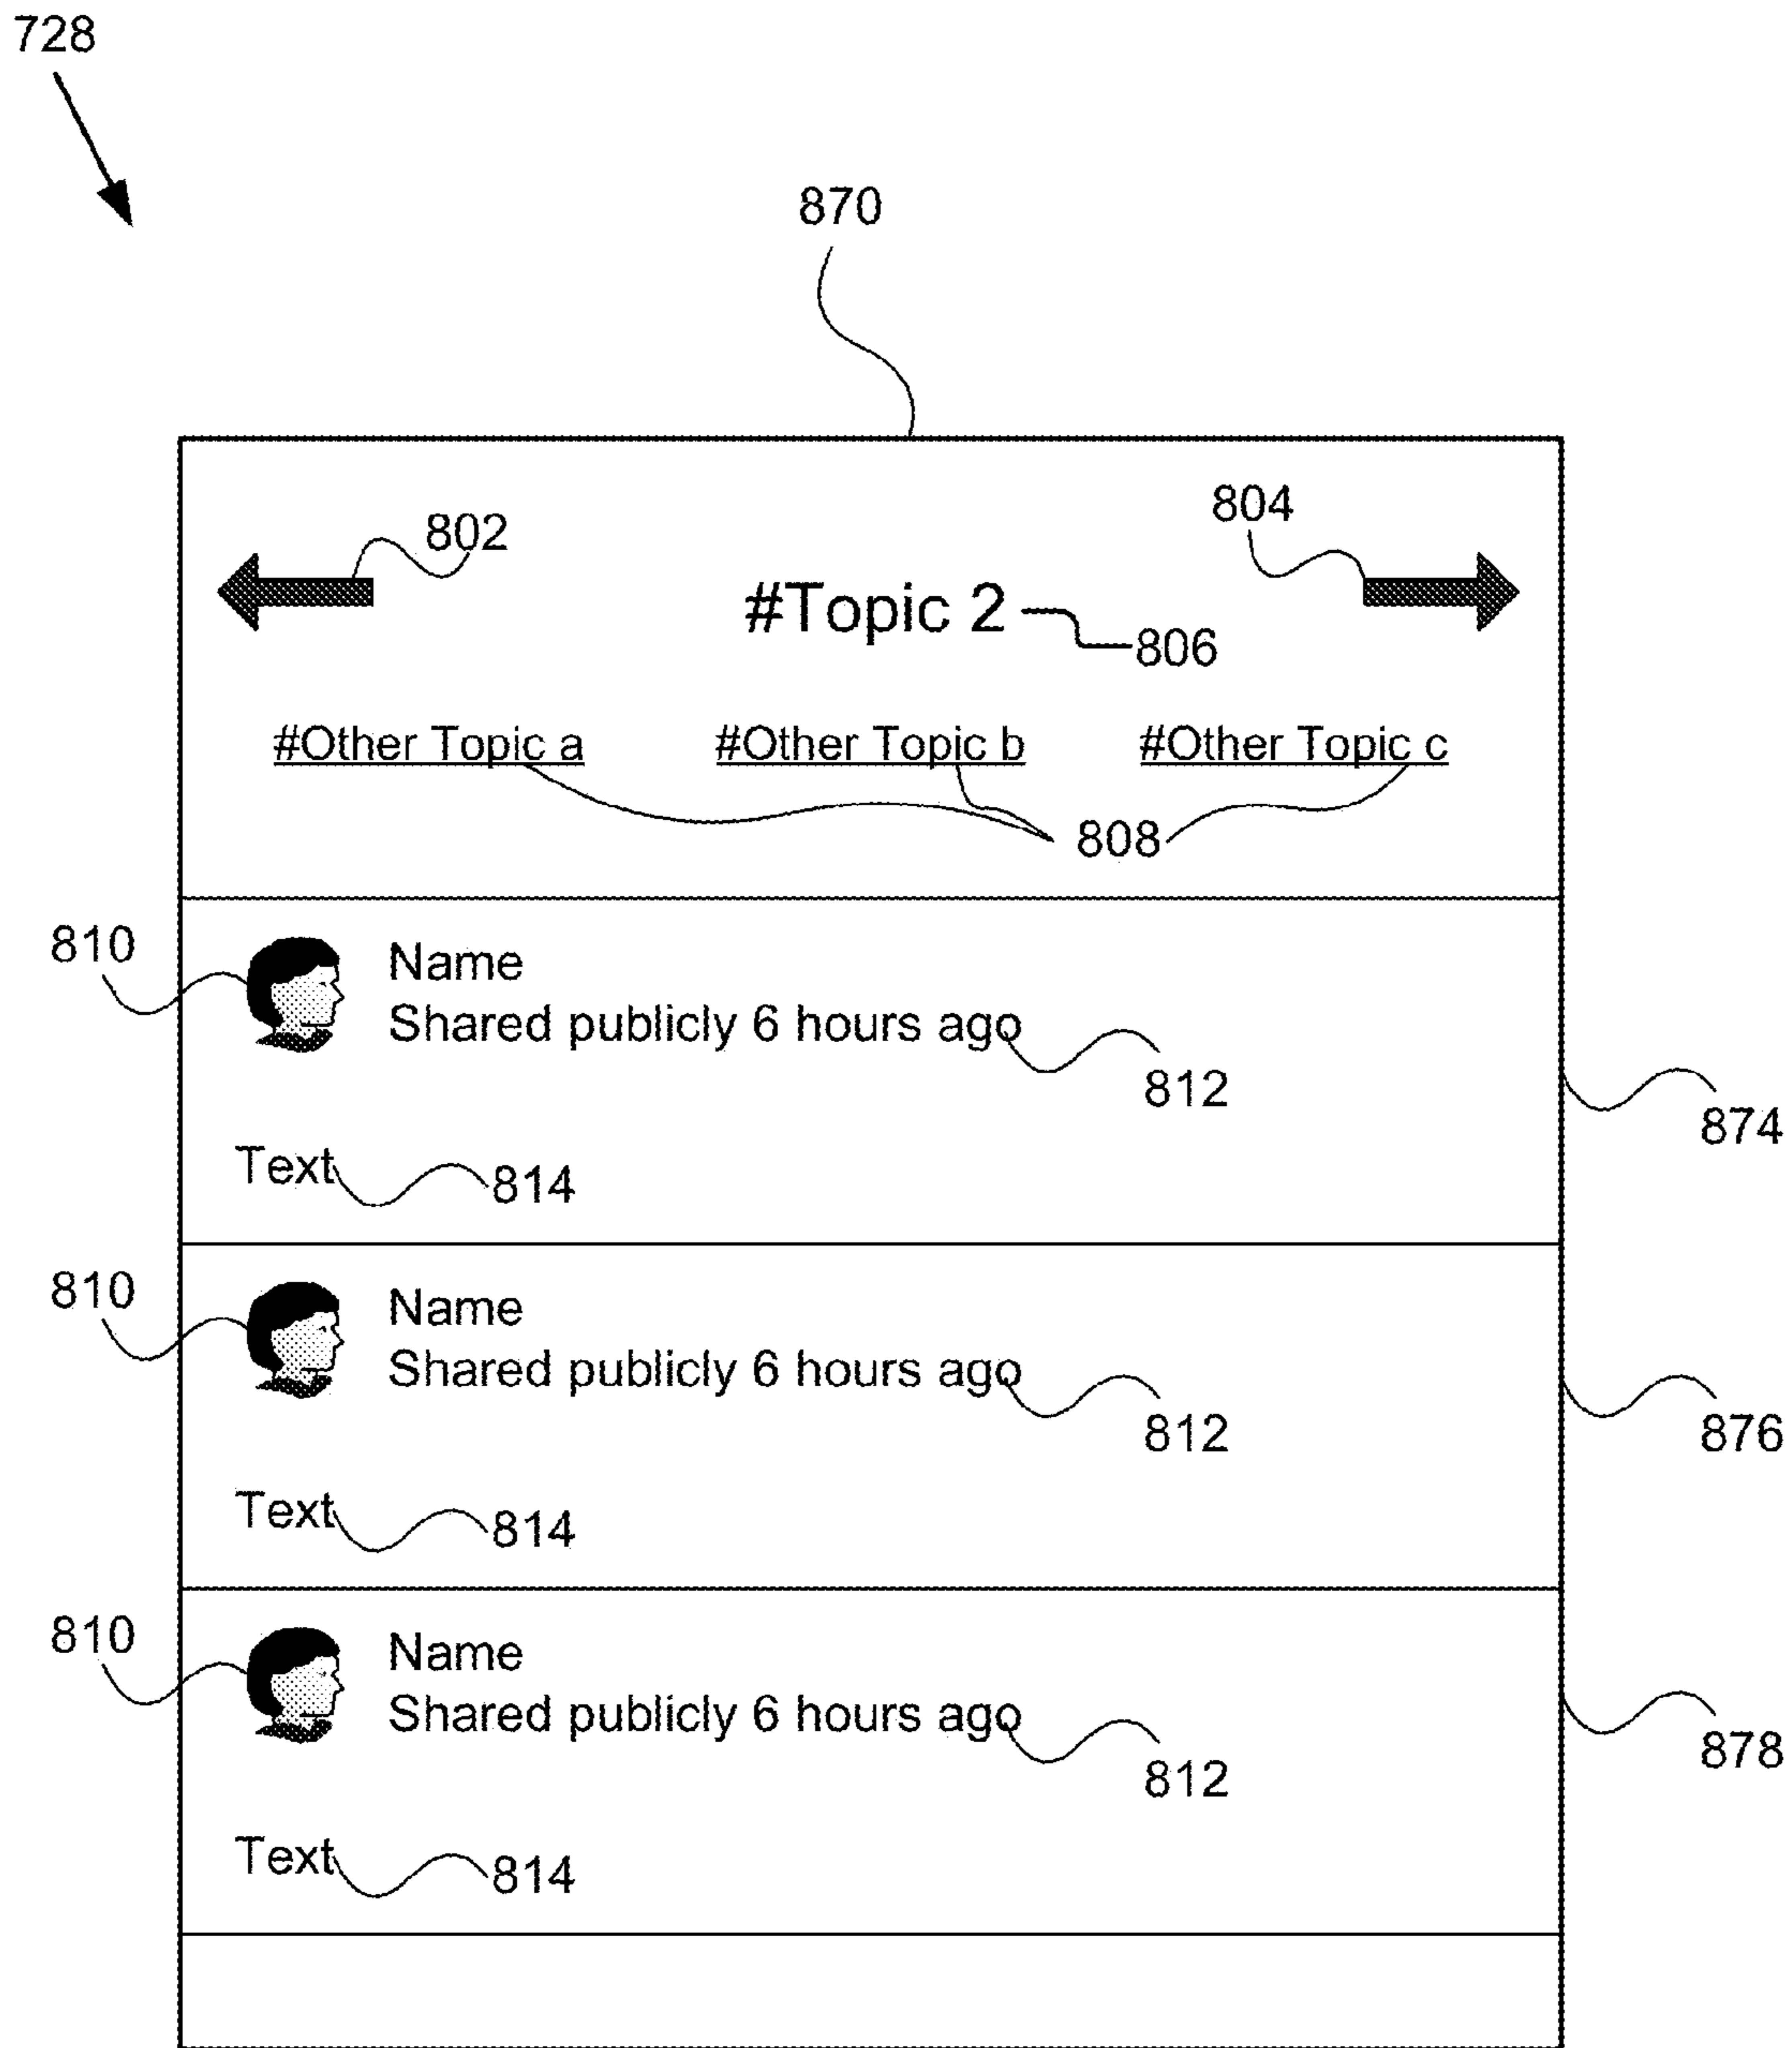 728
870
802
804
#Topic 2
806
#Other Topic a #Other Topic b #Other Topic c
808
810
Name
Shared publicly 6 hours ago
812
874
Text
814
810
Name
Shared publicly 6 hours ago
812
876
Text
814
810
Name
Shared publicly 6 hours ago
812
878
Text
814